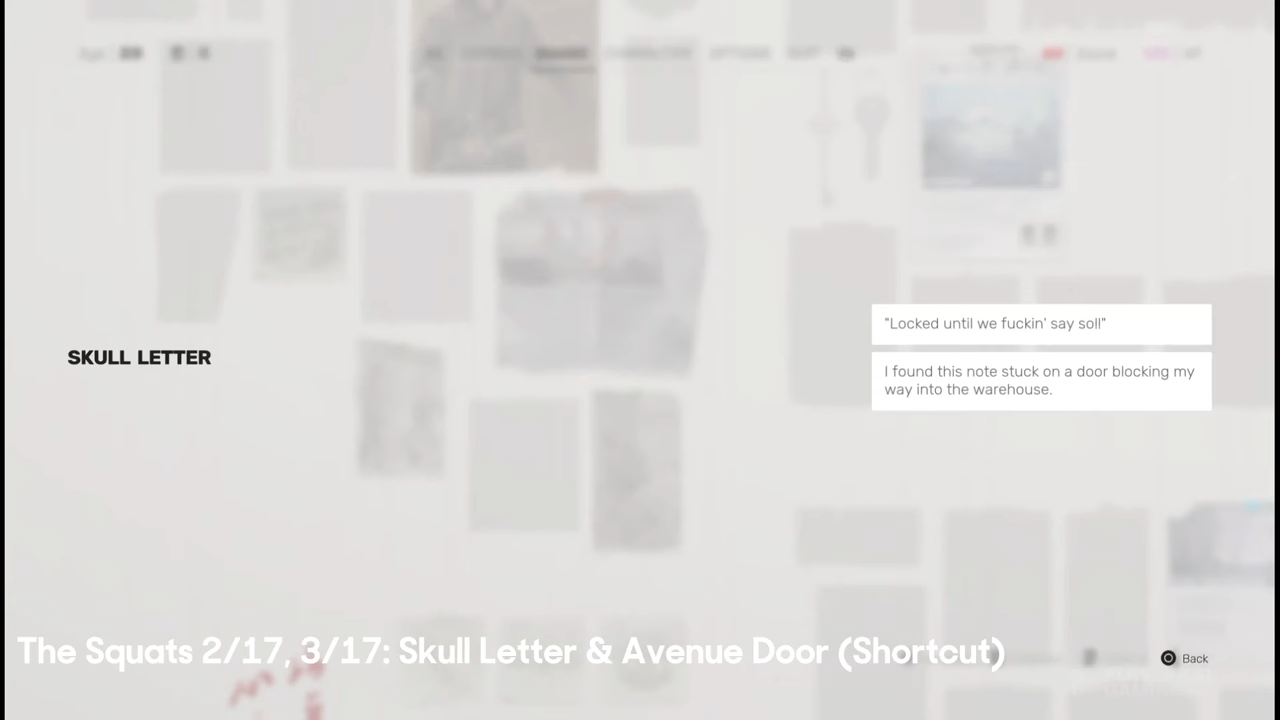 SKULL LETTER
"Locked until we fuckin' say so!!"
I found this note stuck on a door blocking my
way into the warehouse.
The Squats 2/17, 3/17: Skull Letter & Avenue Door (Shortcut)
Back